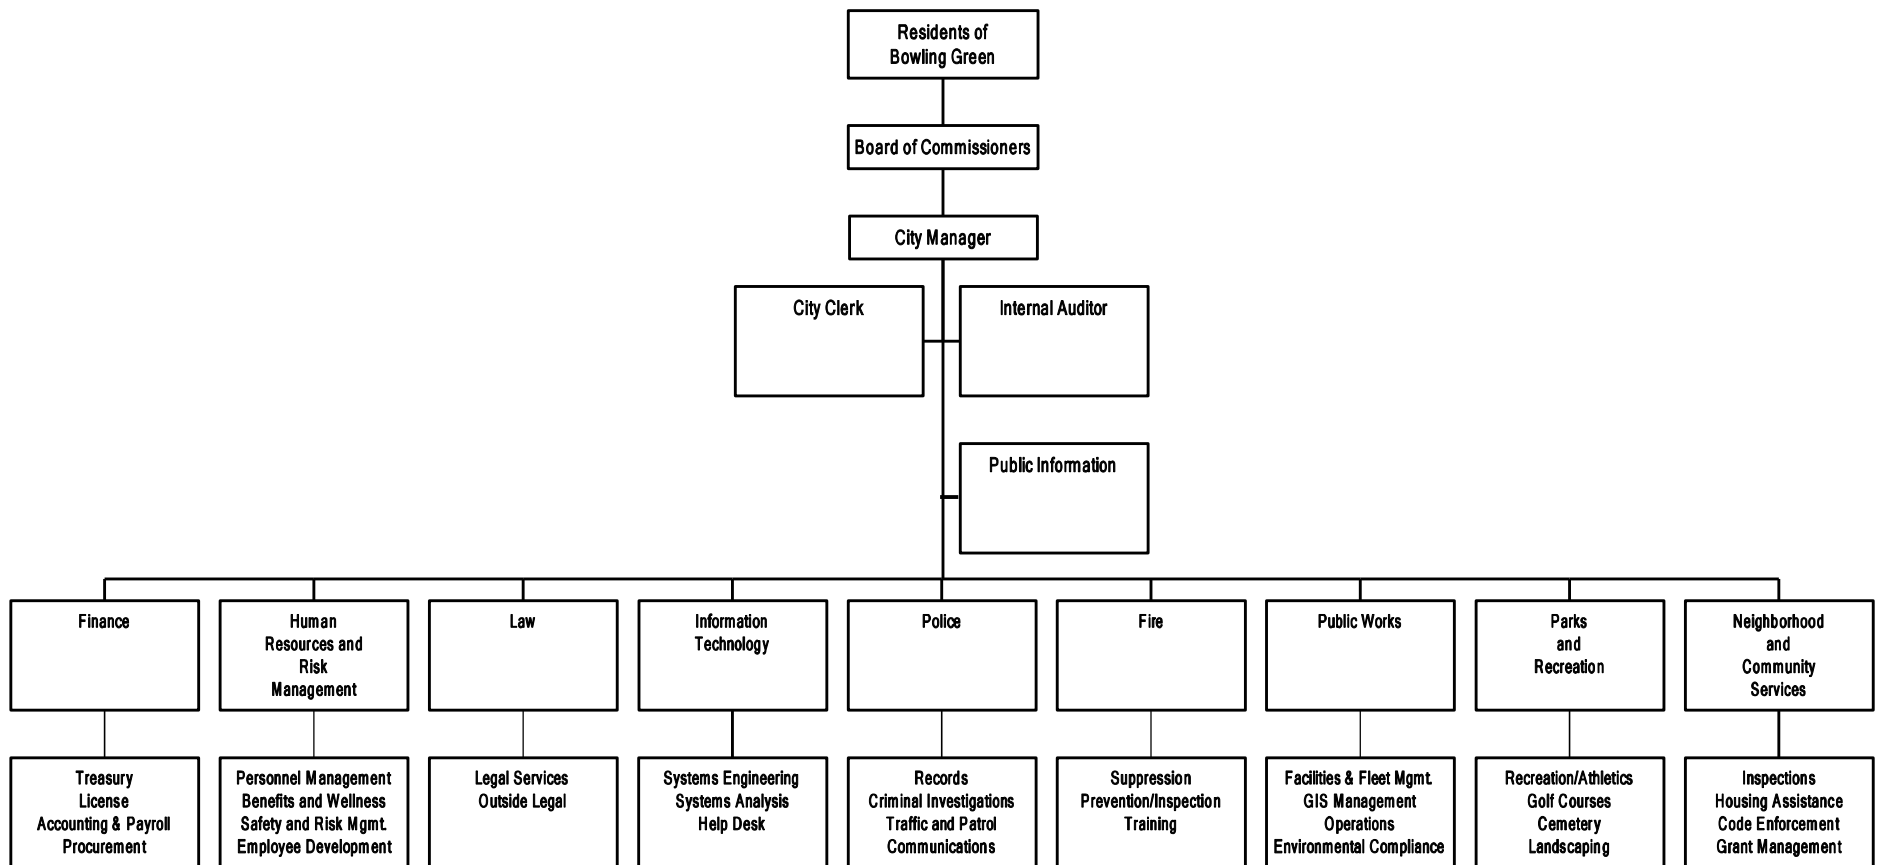 Residents of
Bowling Green
Board of Commissioners
City Manager
City Clerk
Internal Auditor
Public Information
Finance
Human
Resources and
Risk
Management
Law
Information
Technology
Police
Fire
Public Works
Parks
and
Recreation
Neighborhood
and
Community
Services
Treasury
License
Accounting & Payroll
Procurement
Personnel Management
Benefits and Wellness
Safety and Risk Mgmt.
Employee Development
Legal Services
Outside Legal
Systems Engineering
Systems Analysis
Help Desk
Records
Criminal Investigations
Traffic and Patrol
Communications
Suppression
Prevention/Inspection
Training
Facilities & Fleet Mgmt.
GIS Management
Operations
Environmental Compliance
Recreation/Athletics
Golf Courses
Cemetery
Landscaping
Inspections
Housing Assistance
Code Enforcement
Grant Management